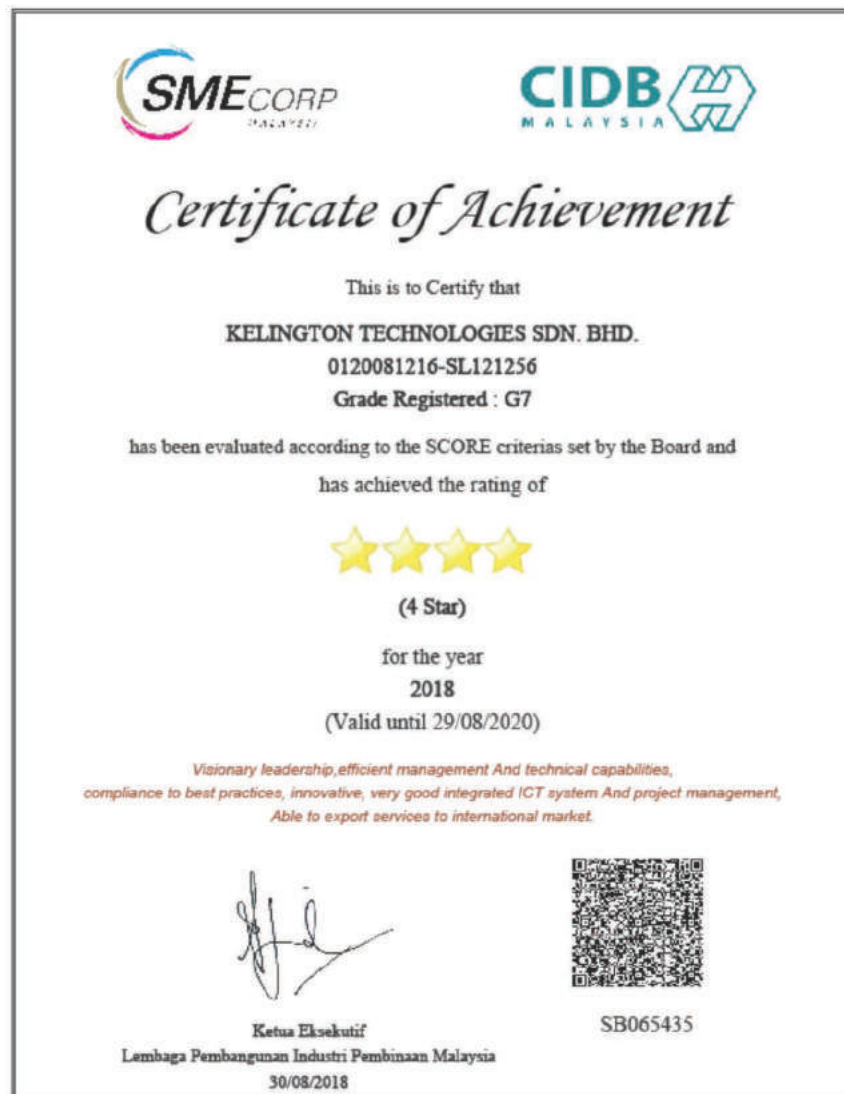 SMECORP
MALAYSIA
CIDB
MALAYSIA
Certificate of Achievement
This is to Certify that
KELINGTON TECHNOLOGIES SDN. BHD.
0120081216-SL121256
Grade Registered : G7
has been evaluated according to the SCORE criterias set by the Board and
has achieved the rating of
(4 Star)
for the year
2018
(Valid until 29/08/2020)
Visionary leadership,efficient management And technical capabilities,
compliance to best practices, innovative, very good integrated ICT system And project management,
Able to export services to international market.
SB065435
Ketua Eksekutif
Lembaga Pembangunan Industri Pembinaan Malaysia
30/08/2018